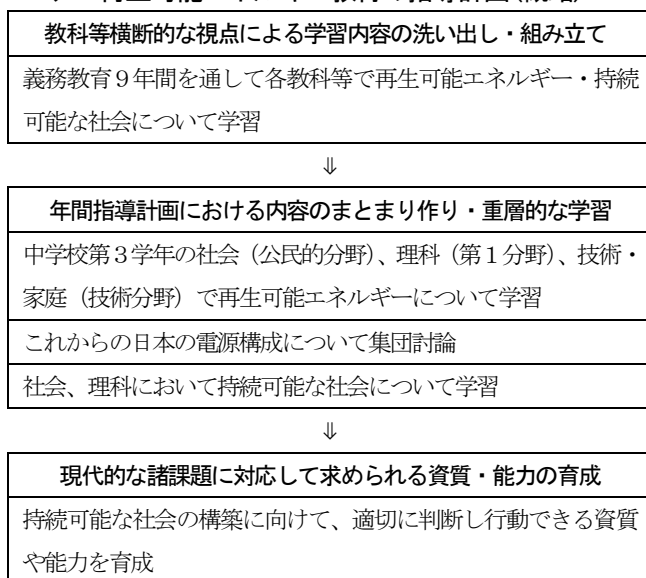 教科等横断的な視点による学習内容の洗い出し・組み立て
義務教育９年間を通して各教科等で再生可能エネルギー・持続
可能な社会について学習
⇓
年間指導計画における内容のまとまり作り・重層的な学習
中学校第３学年の社会（公民的分野）、理科（第１分野）、技術・
家庭（技術分野）で再生可能エネルギーについて学習
これからの日本の電源構成について集団討論
社会、理科において持続可能な社会について学習
⇓
現代的な諸課題に対応して求められる資質・能力の育成
持続可能な社会の構築に向けて、適切に判断し行動できる資質
や能力を育成